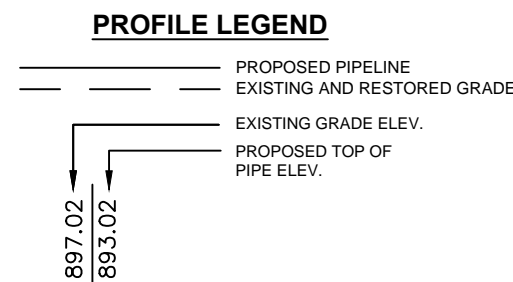 PROFILE LEGEND
PROPOSED PIPELINE
EXISTING AND RESTORED GRADE
EXISTING GRADE ELEV.
PROPOSED TOP OF
PIPE ELEV.
897.02
893.02